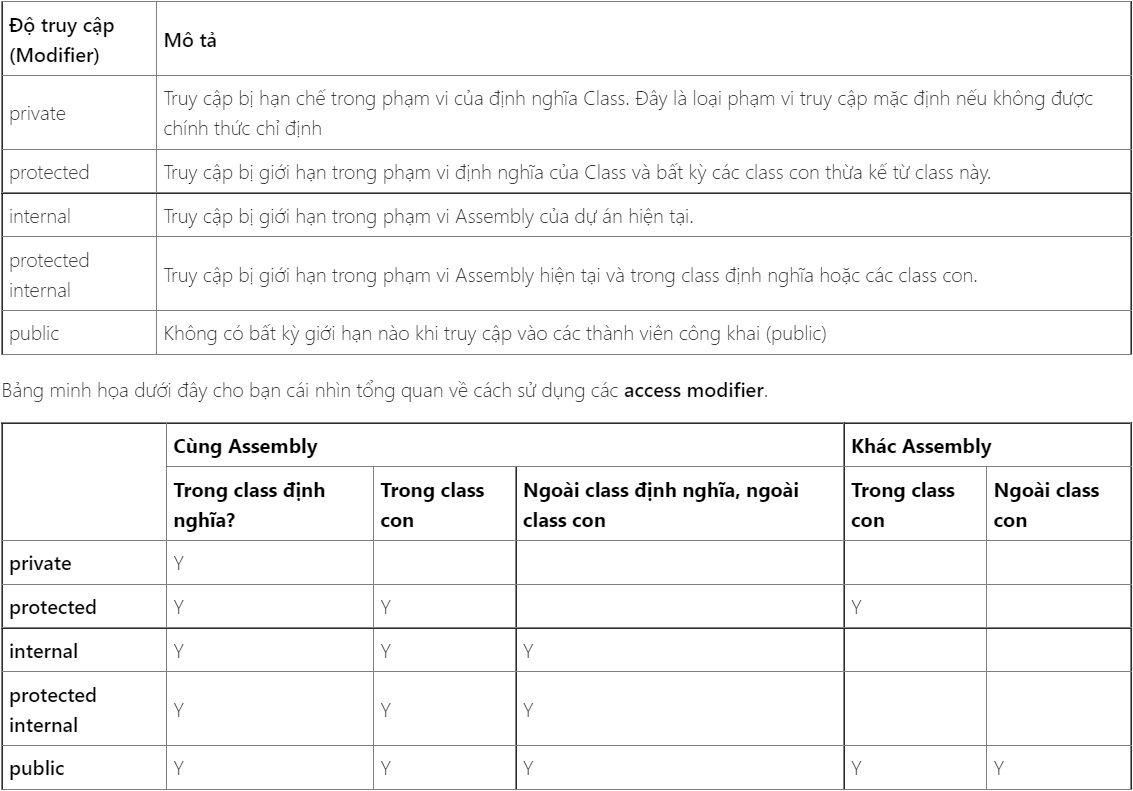 Độ truy cập
(Modifier)
Mô tả
private
Truy cập bị hạn chế trong phạm vi của định nghĩa Class. Đây là loại phạm vi truy cập mặc định nếu không được
chính thức chỉ định
protected
Truy cập bị giới hạn trong phạm vi định nghĩa của Class và bất kỳ các class con thừa kế từ class này.
internal
Truy cập bị giới hạn trong phạm vi Assembly của dự án hiện tại.
protected
internal
Truy cập bị giới hạn trong phạm vi Assembly hiện tại và trong class định nghĩa hoặc các class con.
public
Không có bất kỳ giới hạn nào khi truy cập vào các thành viên công khai (public)
Bảng minh họa dưới đây cho bạn cái nhìn tổng quan về cách sử dụng các access modifier.
Cùng Assembly
Khác Assembly
Trong class định
nghĩa?
Trong class
con
Ngoài class định nghĩa, ngoài
class con
Trong class
con
Ngoài class
con
private
Y
protected
Y
Y
Y
internal
Y
Y
Y
protected
internal
Y
Y
Y
public
Y
Y
Y
Y
Y